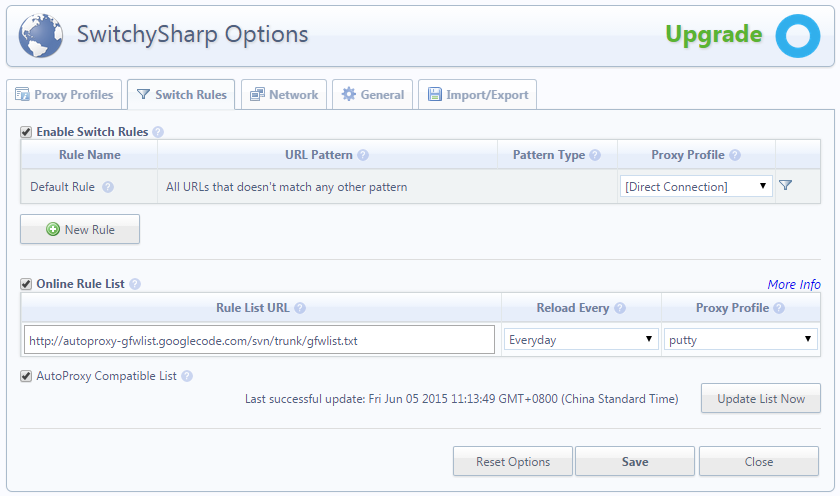 SwitchySharp Options
Upgrade
Proxy Profiles Switch Rules Network General Import/Export
Enable Switch Rules ?
Rule Name URL Pattern ? Pattern Type ? Proxy Profile ?
Default Rule ? All URLs that doesn't match any other pattern [Direct Connection]
New Rule
Online Rule List ? More Info
Rule List URL ? Reload Every ? Proxy Profile ?
http://autoproxy-gfwlist.googlecode.com/svn/trunk/gfwlist.txt Everyday putty
AutoProxy Compatible List ?
Last successful update: Fri Jun 05 2015 11:13:49 GMT+0800 (China Standard Time) Update List Now
Reset Options Save Close